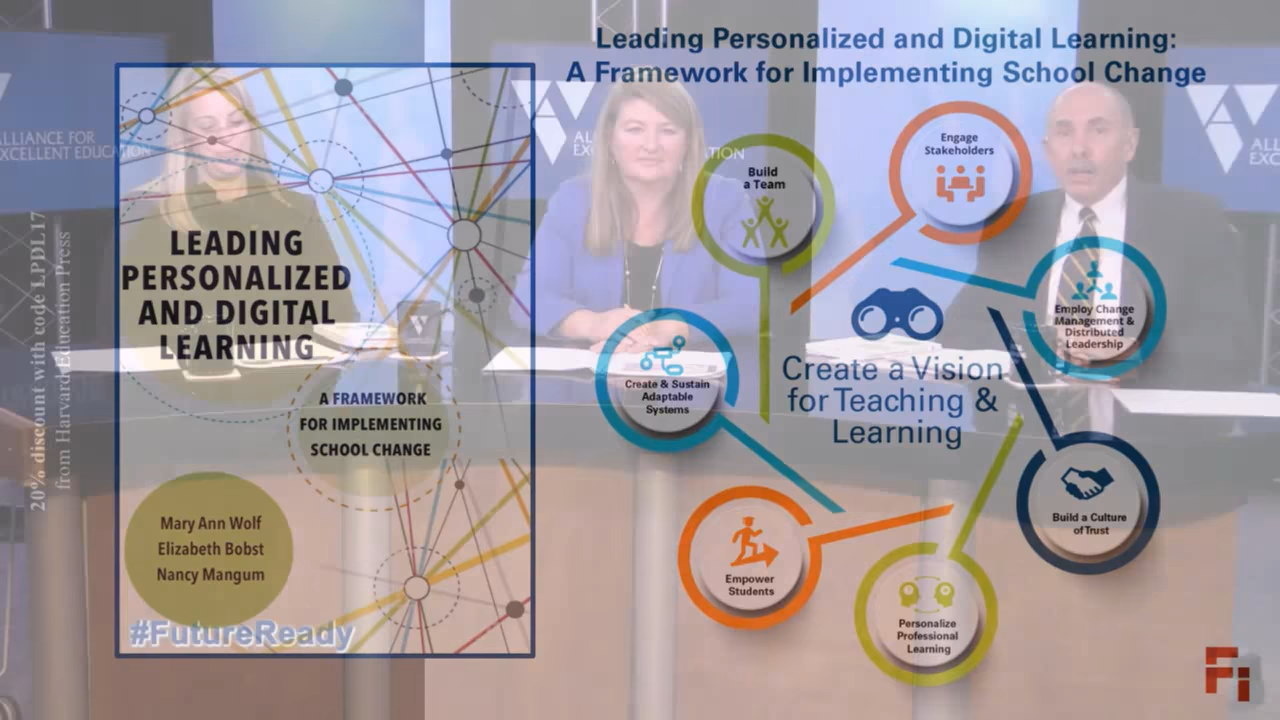 Leading Personalized and Digital Learning:
A Framework for Implementing School Change
ALLIANCE FOR
EXCELLENT EDUCATION
20% discount with code LPDL17
from Harvard Education Press
LEADING
PERSONALIZED
AND DIGITAL
LEARNING
A FRAMEWORK
FOR IMPLEMENTING
SCHOOL CHANGE
Mary Ann Wolf
Elizabeth Bobst
Nancy Mangum
#FutureReady
Build
a Team
Engage
Stakeholders
Employ Change
Management &
Distributed
Leadership
Create & Sustain
Adaptable
Systems
Create a Vision
for Teaching &
Learning
Build a Culture
of Trust
Empower
Students
Personalize
Professional
Learning
Fi